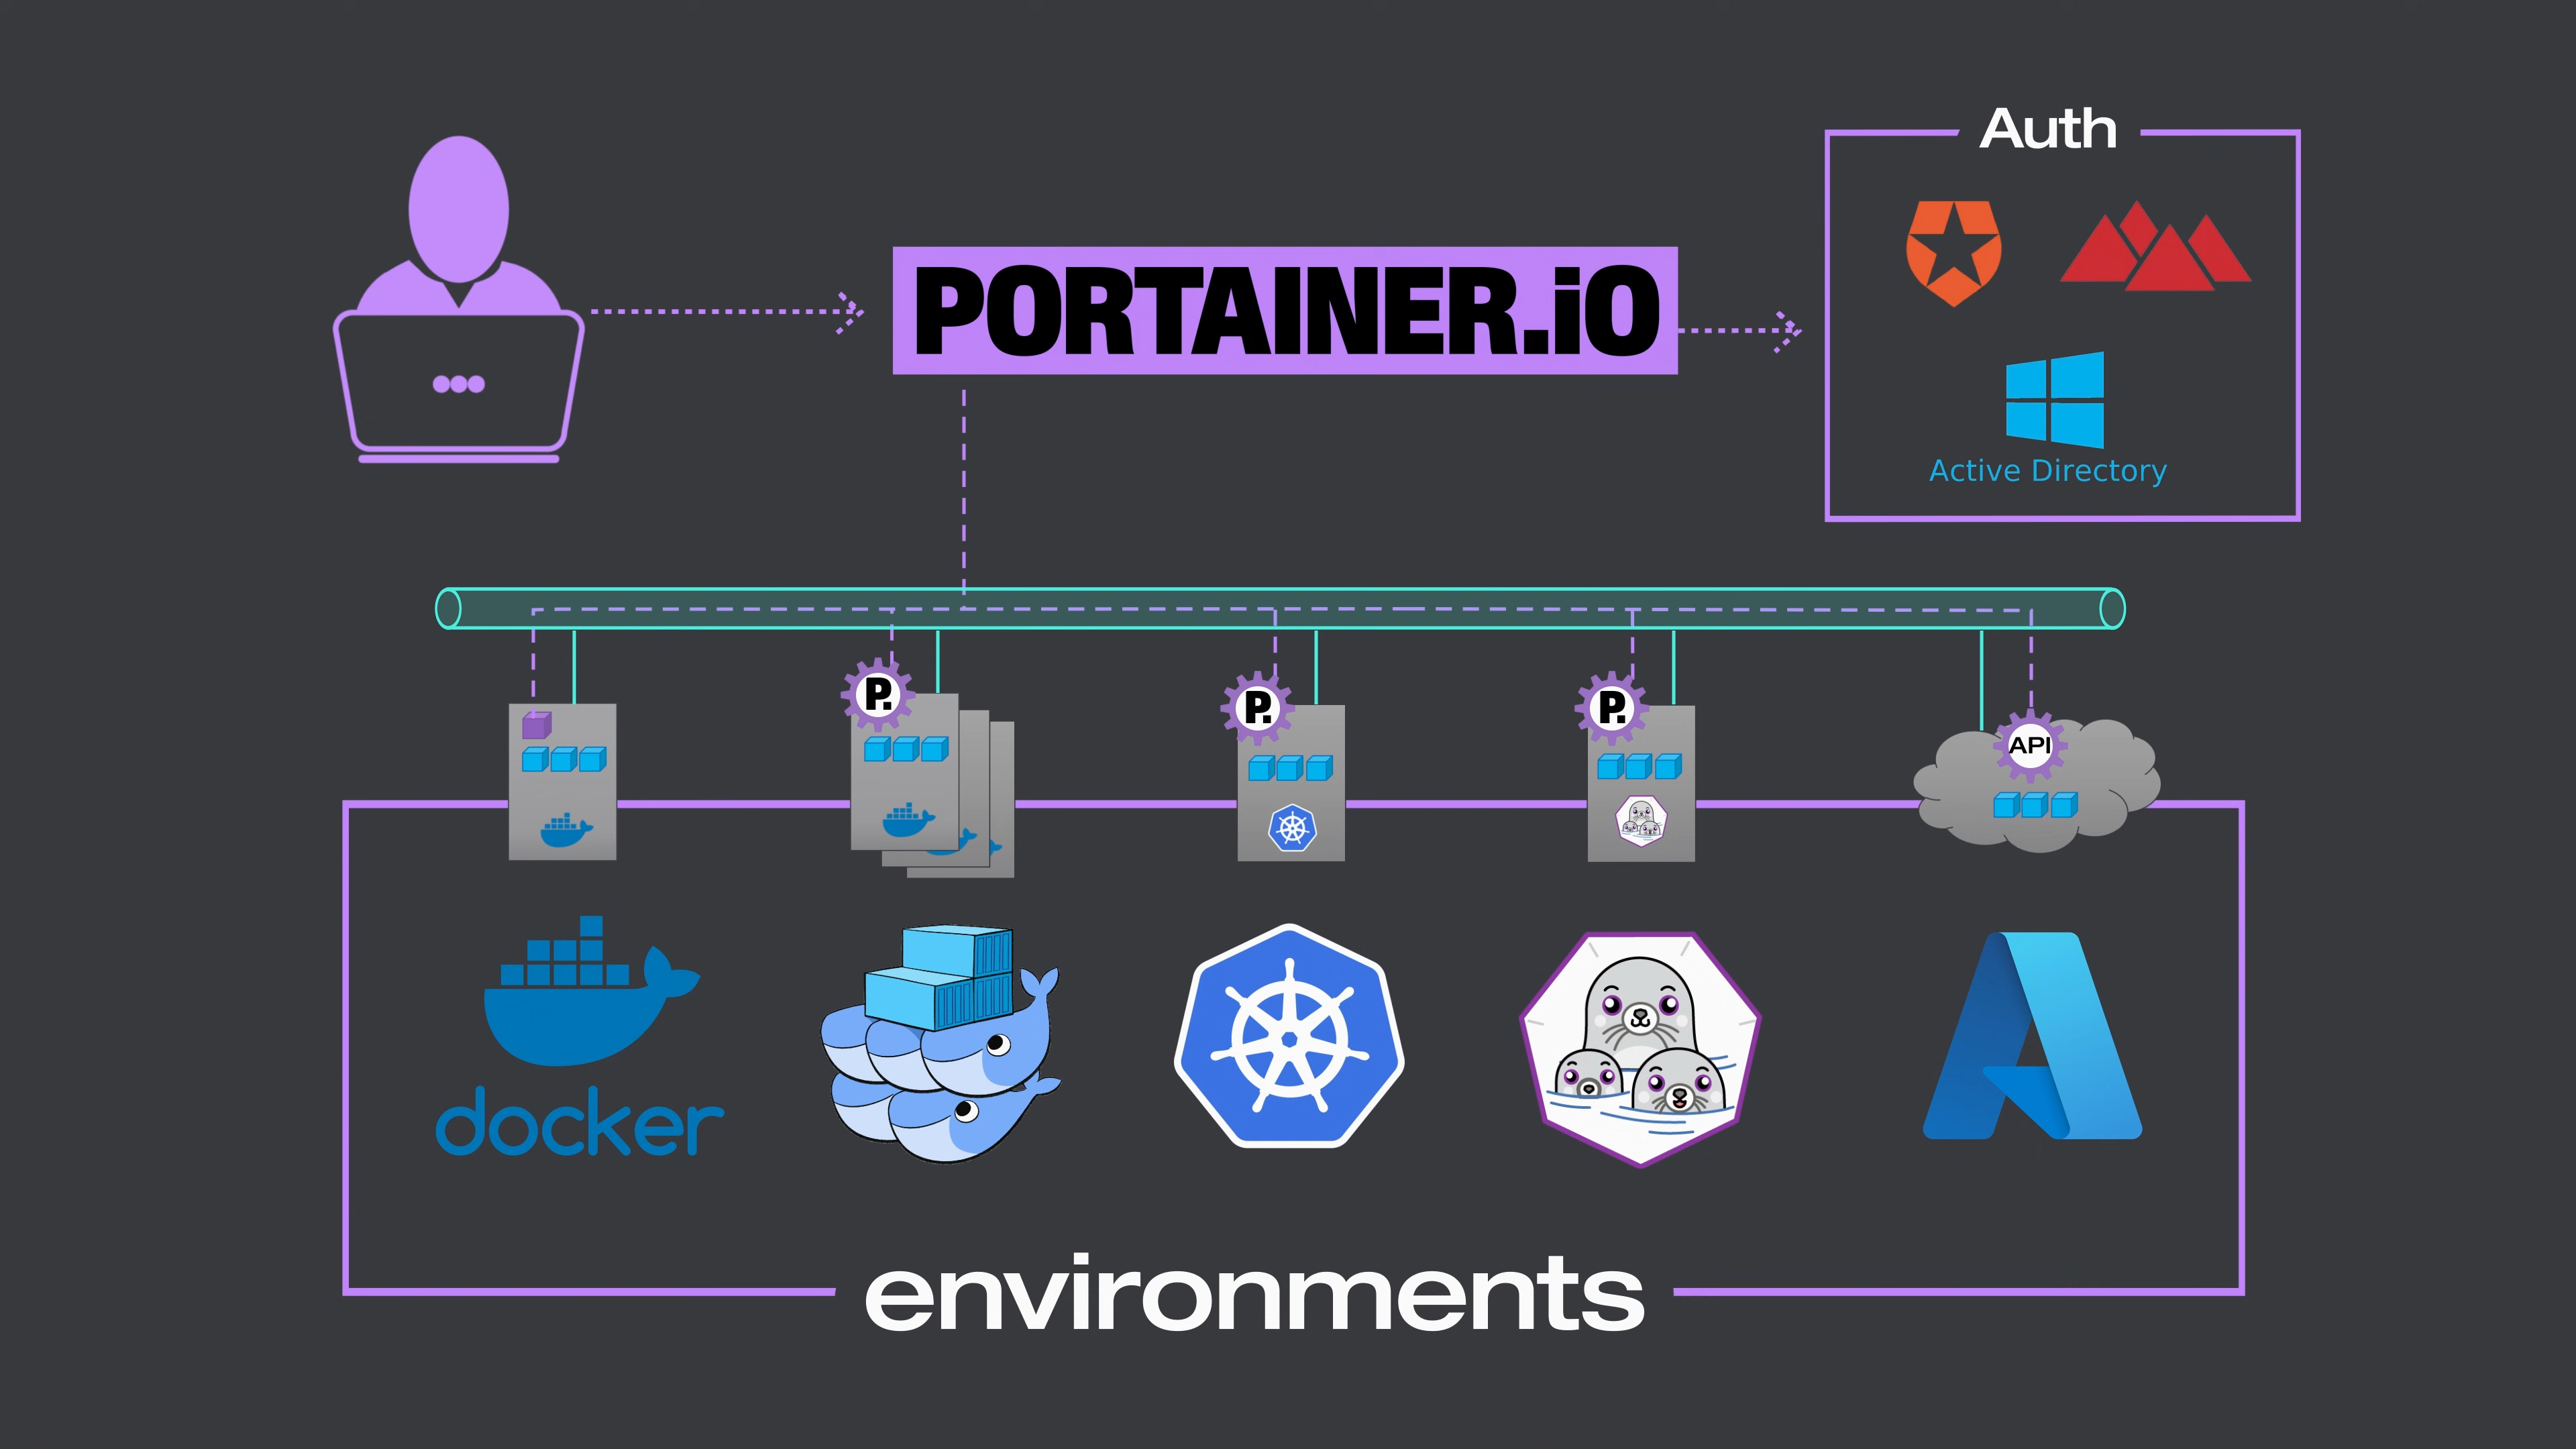 Auth
PORTAINER.iO
Active Directory
P.
P.
P.
API
docker
environments